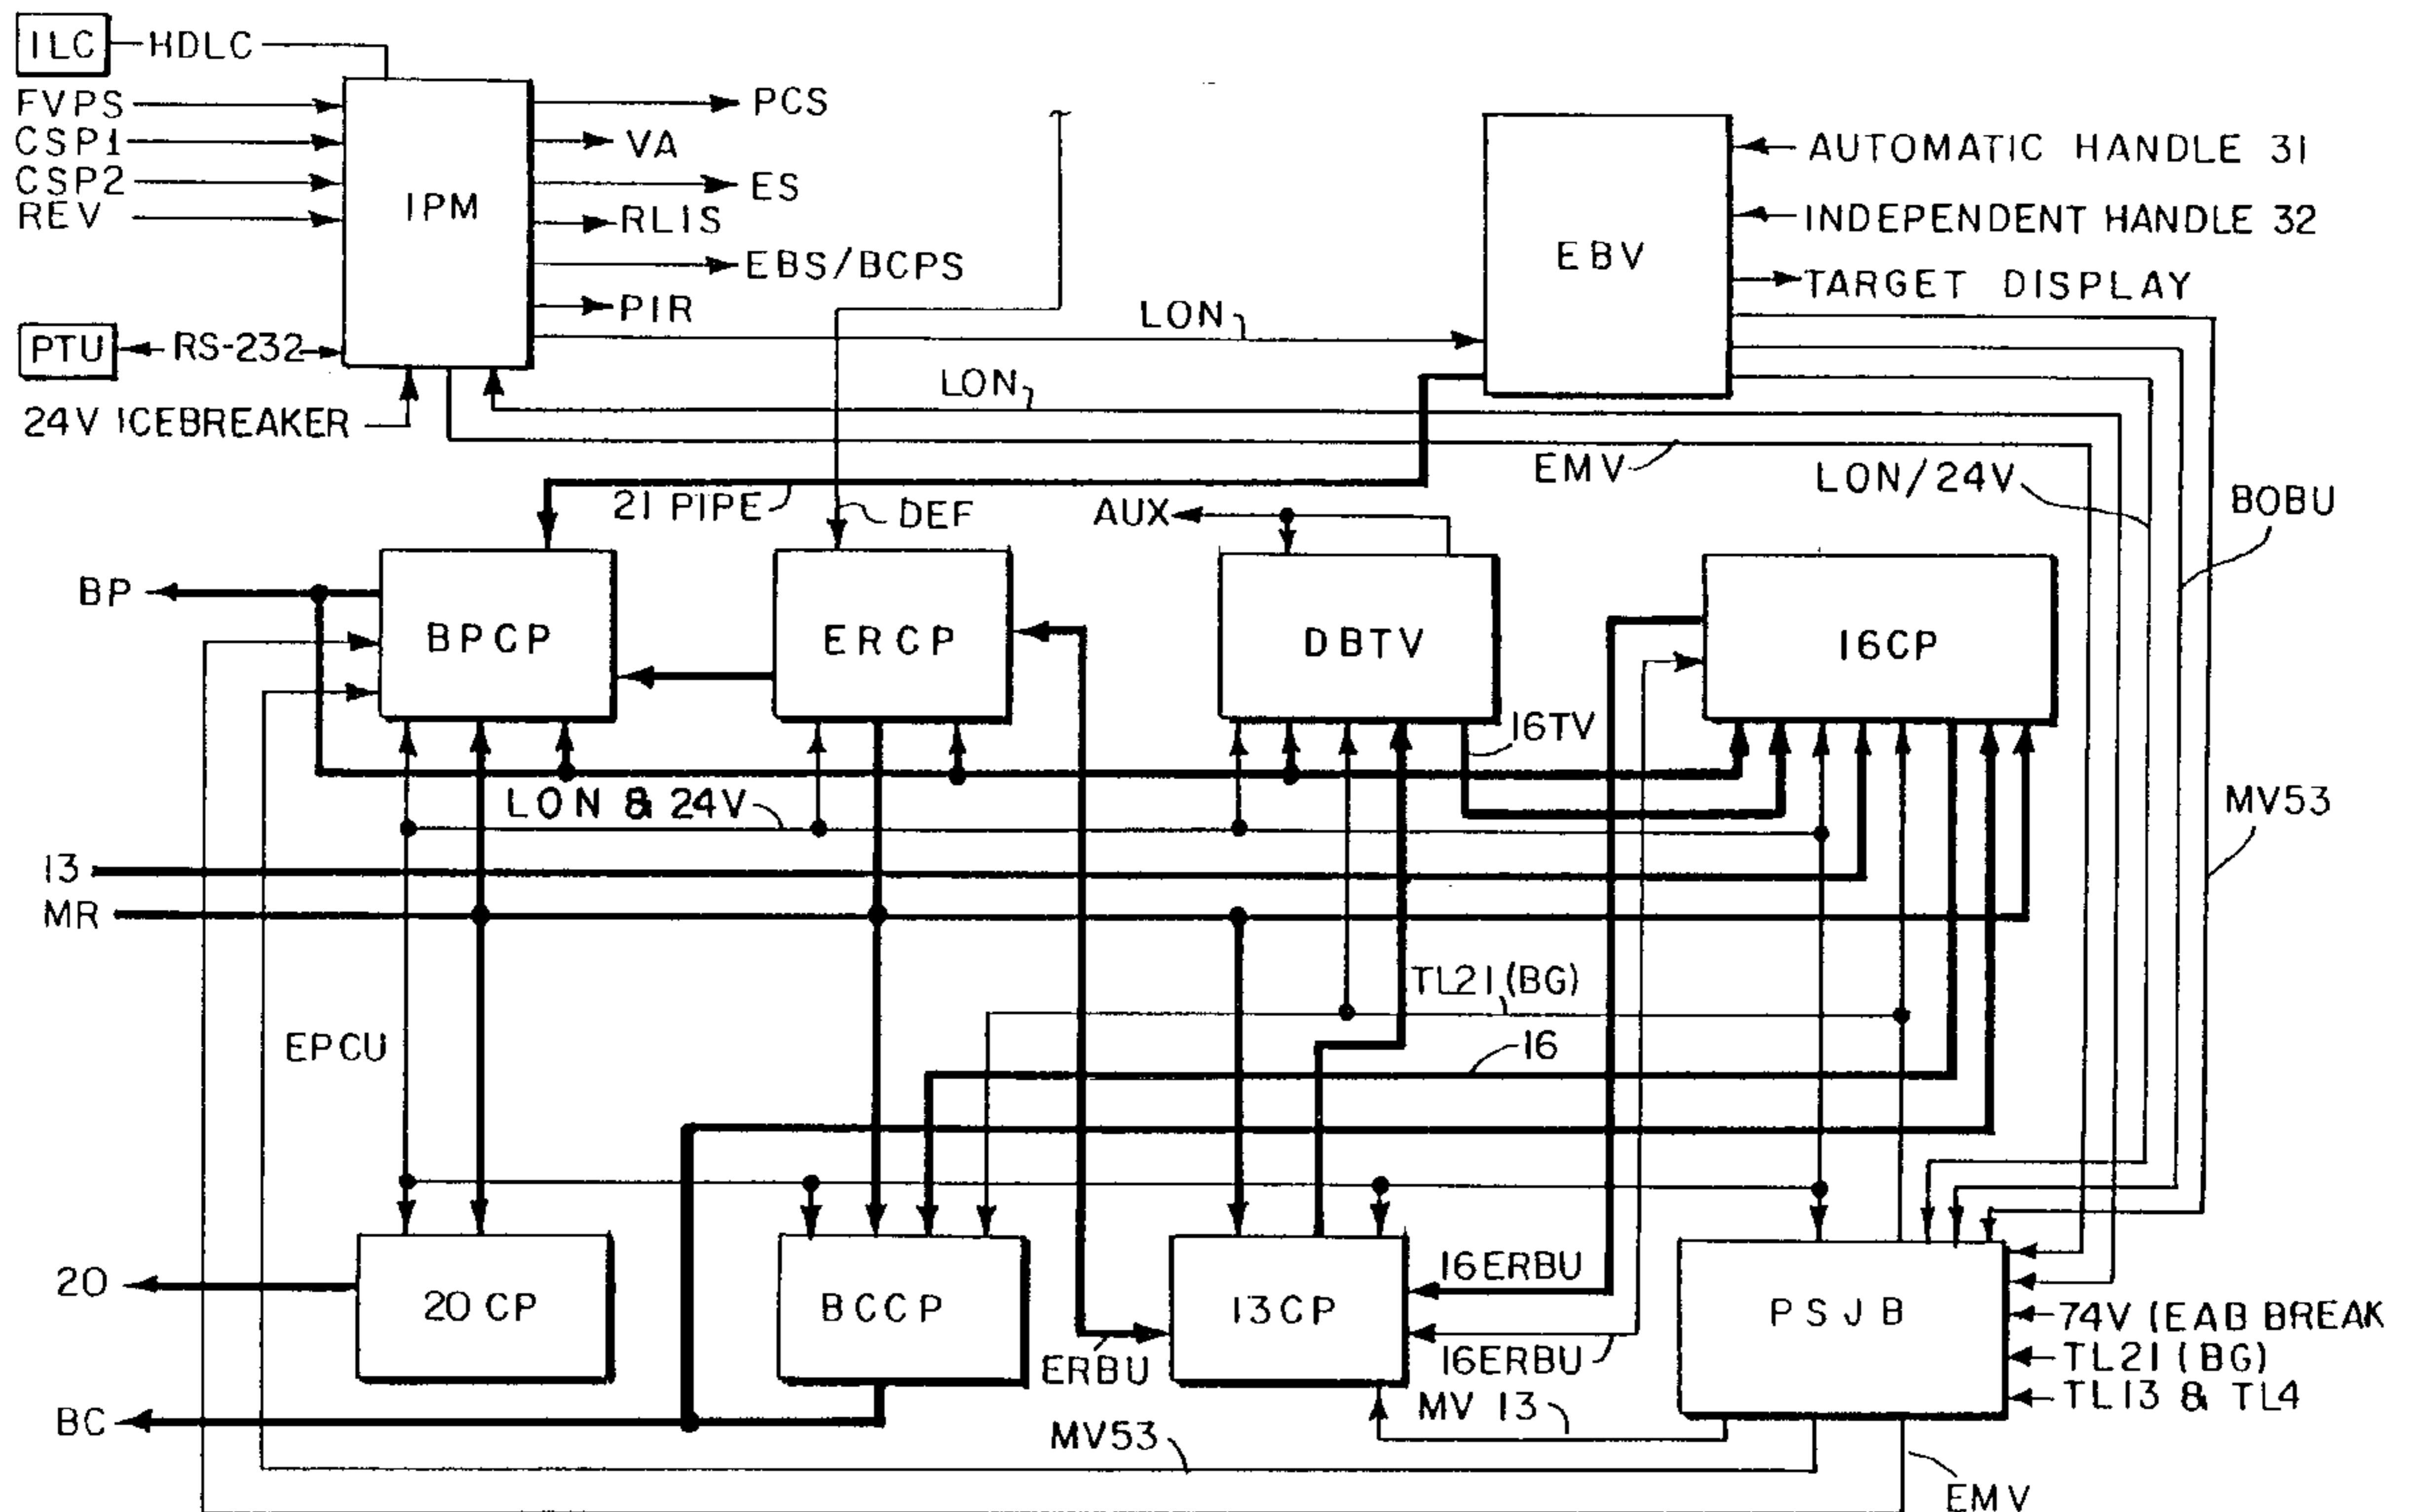 ILC HDLC
FVPS
CSP1
CSP2
REV
IPM
PCS
VA
ES
RLIS
EBS/BCPS
PIR
PTU RS-232
24V ICEBREAKER
LON
LON
EBV
AUTOMATIC HANDLE 31
INDEPENDENT HANDLE 32
TARGET DISPLAY
EMV
LON/24V
BOBU
21 PIPE
DEF
AUX
BP
BPCP
ERCP
DBTV
16CP
16TV
LON & 24V
MV53
13
MR
TL21(BG)
EPCU
16
20
20CP
BCCP
13CP
16ERBU
PSJB
74V (EAB BREAK
TL21 (BG)
TL13 & TL4
ERBU
16ERBU
BC
MV 13
MV53
EMV